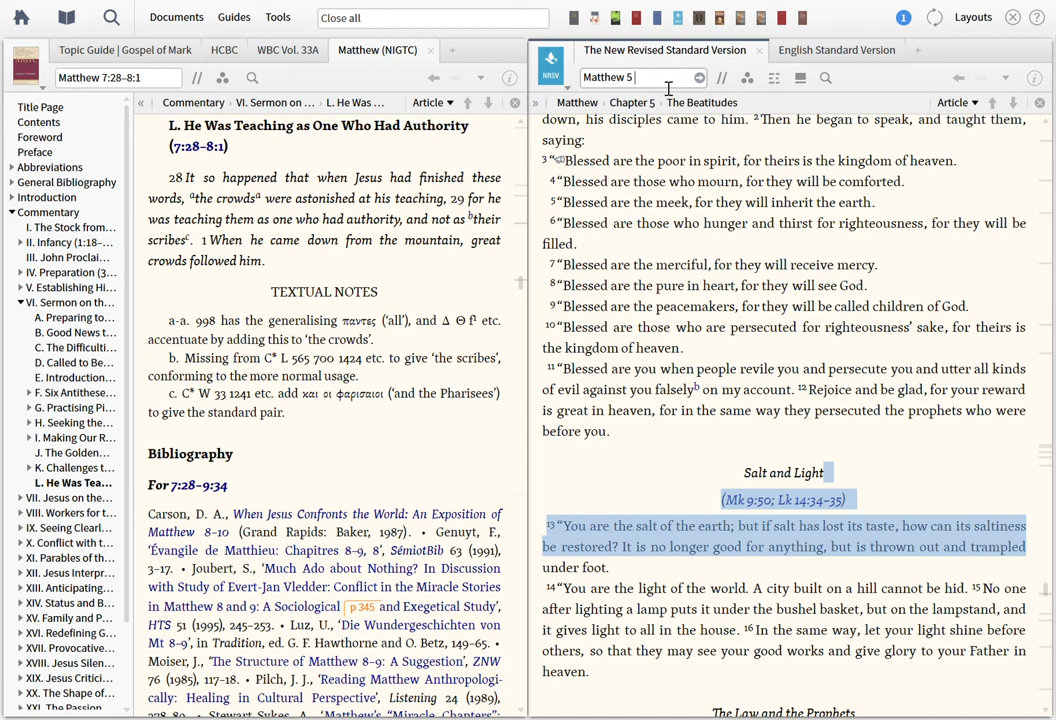 Documents Guides Tools Close all 1 Layouts
Topic Guide | Gospel of Mark HCBC WBC Vol. 33A Matthew (NIGTC)
Matthew 7:28–8:1
Commentary › VI. Sermon on ... › L. He Was ... Article
Title Page
Contents
Foreword
Preface
Abbreviations
General Bibliography
Introduction
Commentary
I. The Stock from...
II. Infancy (1:18–...
III. John Proclai...
IV. Preparation (3...
V. Establishing Hi...
VI. Sermon on th...
A. Preparing to...
B. Good News t...
C. The Difficulti...
D. Called to Be...
E. Introduction...
F. Six Antithese...
G. Practising Pi...
H. Seeking the...
I. Making Our R...
J. The Golden...
K. Challenges t...
L. He Was Tea...
VII. Jesus on the...
VIII. Workers for t...
IX. Seeing Clearl...
X. Conflict with t...
XI. Parables of th...
XII. Jesus Interpr...
XIII. Anticipating...
XIV. Status and B...
XV. Family and P...
XVI. Redefining G...
XVII. Provocative...
XVIII. Jesus Silen...
XIX. Jesus Criticі...
XX. The Shape of...
XXI. The Passion
L. He Was Teaching as One Who Had Authority
(7:28–8:1)
28 It so happened that when Jesus had finished these
words, ᵃthe crowdsᵃ were astonished at his teaching, 29 for he
was teaching them as one who had authority, and not as ᵇtheir
scribesᶜ. 1 When he came down from the mountain, great
crowds followed him.
TEXTUAL NOTES
a-a. 998 has the generalising παντες (‘all’), and Δ Θ f¹ etc.
accentuate by adding this to ‘the crowds’.
b. Missing from C* L 565 700 1424 etc. to give ‘the scribes’,
conforming to the more normal usage.
c. C* W 33 1241 etc. add και οι φαρισαιοι (‘and the Pharisees’)
to give the standard pair.
Bibliography
For 7:28–9:34
Carson, D. A., When Jesus Confronts the World: An Exposition of
Matthew 8–10 (Grand Rapids: Baker, 1987). • Genuyt, F.,
‘Évangile de Matthieu: Chapitres 8–9, 8’, SémiotBib 63 (1991),
3–17. • Joubert, S., ‘Much Ado about Nothing? In Discussion
with Study of Evert-Jan Vledder: Conflict in the Miracle Stories
in Matthew 8 and 9: A Sociological p 345 and Exegetical Study’,
HTS 51 (1995), 245–253. • Luz, U., ‘Die Wundergeschichten von
Mt 8–9’, in Tradition, ed. G. F. Hawthorne and O. Betz, 149–65. •
Moiser, J., ‘The Structure of Matthew 8–9: A Suggestion’, ZNW
76 (1985), 117–18. • Pilch, J. J., ‘Reading Matthew Anthropologi-
cally: Healing in Cultural Perspective’, Listening 24 (1989),
278–89. • Stewart-Sykes, A., ‘Matthew’s “Miracle Chapters”:
NRSV
The New Revised Standard Version English Standard Version
Matthew 5
Matthew › Chapter 5 › The Beatitudes Article
down, his disciples came to him. ²Then he began to speak, and taught them,
saying:
³ “Blessed are the poor in spirit, for theirs is the kingdom of heaven.
⁴ “Blessed are those who mourn, for they will be comforted.
⁵ “Blessed are the meek, for they will inherit the earth.
⁶ “Blessed are those who hunger and thirst for righteousness, for they will be
filled.
⁷ “Blessed are the merciful, for they will receive mercy.
⁸ “Blessed are the pure in heart, for they will see God.
⁹ “Blessed are the peacemakers, for they will be called children of God.
¹⁰ “Blessed are those who are persecuted for righteousness’ sake, for theirs is
the kingdom of heaven.
¹¹ “Blessed are you when people revile you and persecute you and utter all kinds
of evil against you falselyᵇ on my account. ¹² Rejoice and be glad, for your reward
is great in heaven, for in the same way they persecuted the prophets who were
before you.
Salt and Light
(Mk 9:50; Lk 14:34–35)
¹³ “You are the salt of the earth; but if salt has lost its taste, how can its saltiness
be restored? It is no longer good for anything, but is thrown out and trampled
under foot.
¹⁴ “You are the light of the world. A city built on a hill cannot be hid. ¹⁵ No one
after lighting a lamp puts it under the bushel basket, but on the lampstand, and
it gives light to all in the house. ¹⁶ In the same way, let your light shine before
others, so that they may see your good works and give glory to your Father in
heaven.
The Law and the Prophets